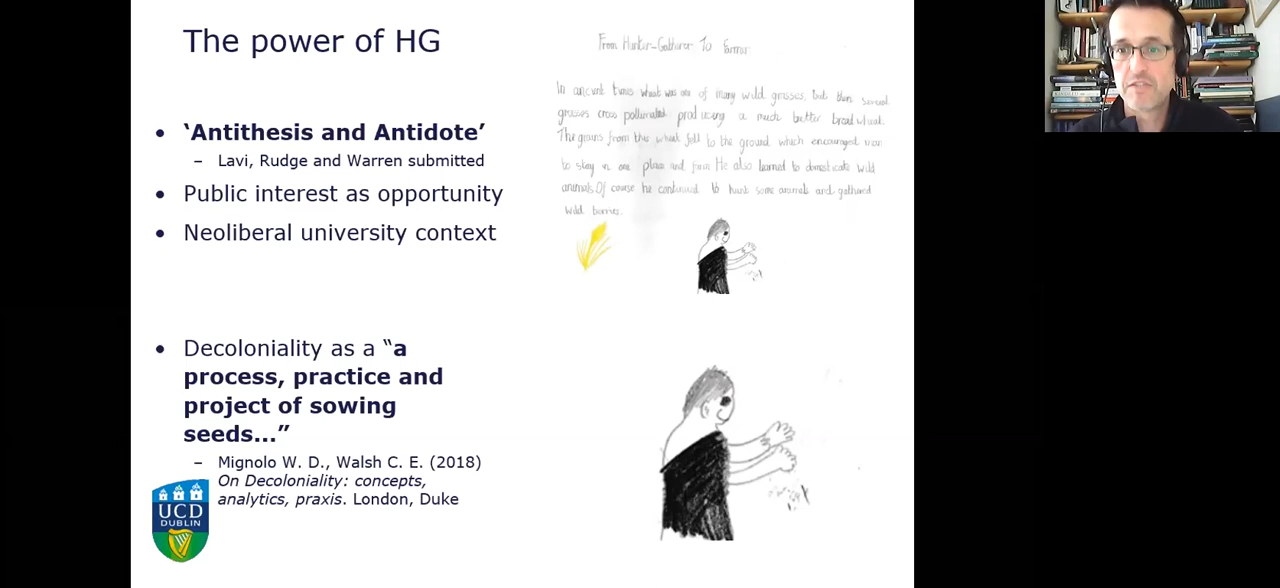 The power of HG
• ‘Antithesis and Antidote’
– Lavi, Rudge and Warren submitted
• Public interest as opportunity
• Neoliberal university context
• Decoloniality as a “a
process, practice and
project of sowing
seeds...”
– Mignolo W. D., Walsh C. E. (2018)
On Decoloniality: concepts,
analytics, praxis. London, Duke
UCD
DUBLIN
From Hunter-Gatherer To farmer
In ancient times wheat was one of many wild grasses, but then several
grasses cross pollinated producing a much better bread wheat.
The grains from this wheat fell to the ground which encouraged man
to stay in one place and farm. He also learned to domesticate wild
animals. Of course he continued to hunt some animals and gathered
wild berries.